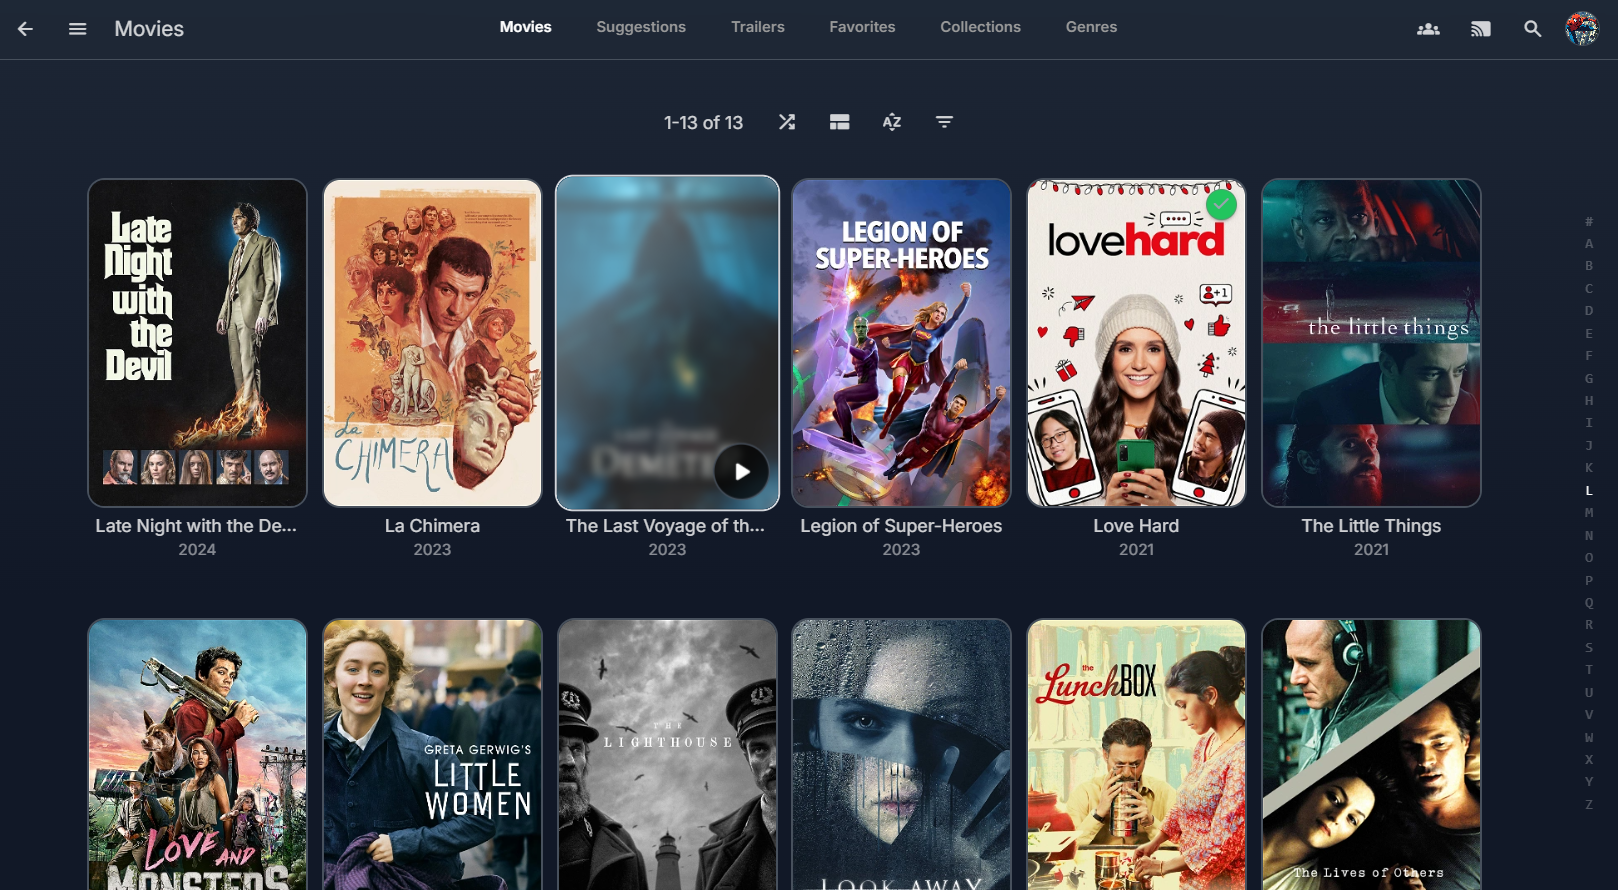 Movies
Movies Suggestions Trailers Favorites Collections Genres
1-13 of 13
AZ
Late
Night
with
the
Devil
La
CHIMERA
DEMETER
LEGION OF
SUPER-HEROES
lovehard
+1
the little things
Late Night with the De...
2024
La Chimera
2023
The Last Voyage of th...
2023
Legion of Super-Heroes
2023
Love Hard
2021
The Little Things
2021
LOVE AND
MONSTERS
GRETA GERWIG'S
LITTLE
WOMEN
THE
LIGHTHOUSE
LOOK AWAY
the
LUNCHBOX
The Lives of Others
#
A
B
C
D
E
F
G
H
I
J
K
L
M
N
O
P
Q
R
S
T
U
V
W
X
Y
Z